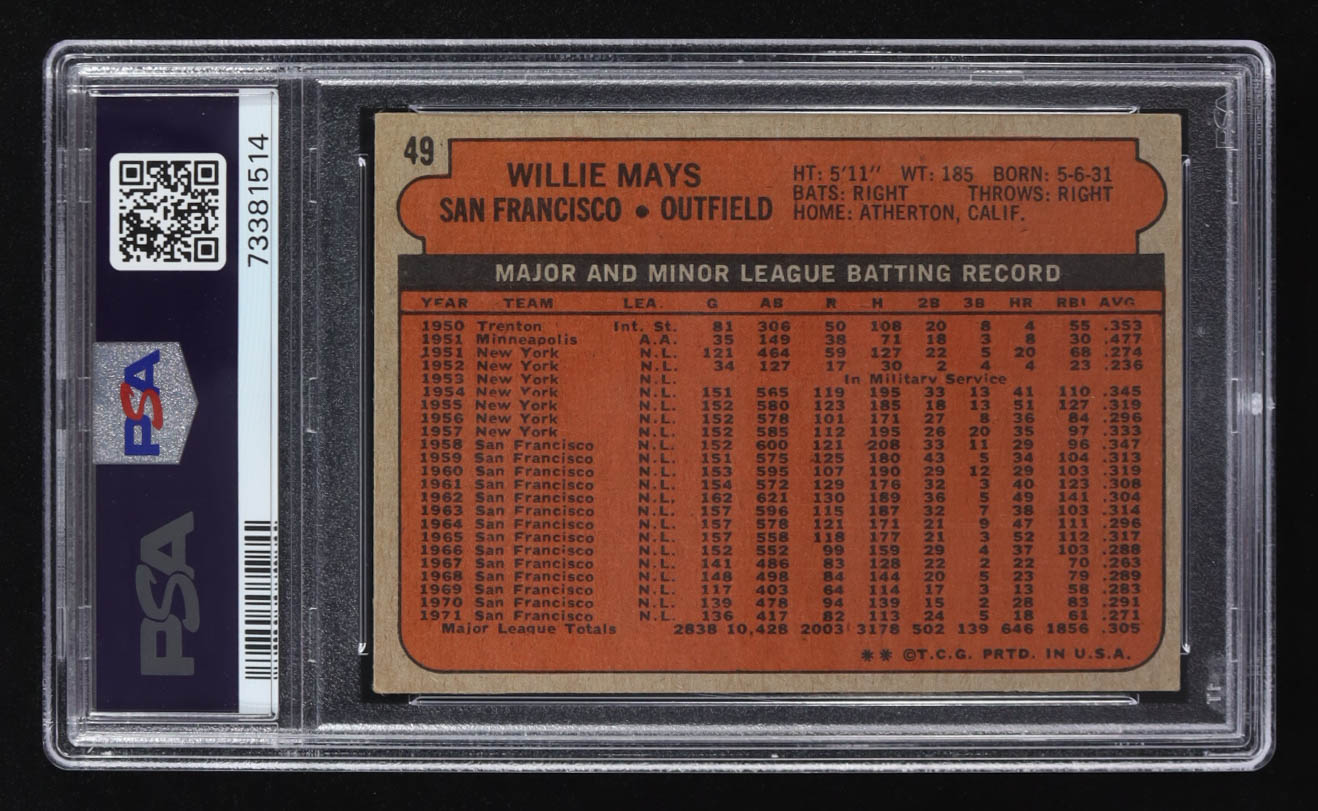 73381514
PSA
PSA
49
WILLIE MAYS
SAN FRANCISCO • OUTFIELD
HT: 5'11" WT: 185 BORN: 5-6-31
BATS: RIGHT THROWS: RIGHT
HOME: ATHERTON, CALIF.
MAJOR AND MINOR LEAGUE BATTING RECORD
YEAR TEAM LEA. G AB R H 2B 3B HR RBI AVG
1950 Trenton Int. St. 81 306 50 108 20 8 4 55 .353
1951 Minneapolis A.A. 35 149 38 71 18 3 8 30 .477
1951 New York N.L. 121 464 59 127 22 5 20 68 .274
1952 New York N.L. 34 127 17 30 2 4 4 23 .236
1953 New York N.L. In Military Service
1954 New York N.L. 151 565 119 195 33 13 41 110 .345
1955 New York N.L. 152 580 123 185 18 13 51 127 .319
1956 New York N.L. 152 578 101 171 27 8 36 84 .296
1957 New York N.L. 152 585 112 195 26 20 35 97 .333
1958 San Francisco N.L. 152 600 121 208 33 11 29 96 .347
1959 San Francisco N.L. 151 575 125 180 43 5 34 104 .313
1960 San Francisco N.L. 153 595 107 190 29 12 29 103 .319
1961 San Francisco N.L. 154 572 129 176 32 3 40 123 .308
1962 San Francisco N.L. 162 621 130 189 36 5 49 141 .304
1963 San Francisco N.L. 157 596 115 187 32 7 38 103 .314
1964 San Francisco N.L. 157 578 121 171 21 9 47 111 .296
1965 San Francisco N.L. 157 558 118 177 21 3 52 112 .317
1966 San Francisco N.L. 152 552 99 159 29 4 37 103 .288
1967 San Francisco N.L. 141 486 83 128 22 2 22 70 .263
1968 San Francisco N.L. 148 498 84 144 20 5 23 79 .289
1969 San Francisco N.L. 117 403 64 114 17 3 13 58 .283
1970 San Francisco N.L. 139 478 94 139 15 2 28 83 .291
1971 San Francisco N.L. 136 417 82 113 24 5 18 61 .271
Major League Totals 2838 10,428 2003 3178 502 139 646 1856 .305
** ©T.C.G. PRTD. IN U.S.A.